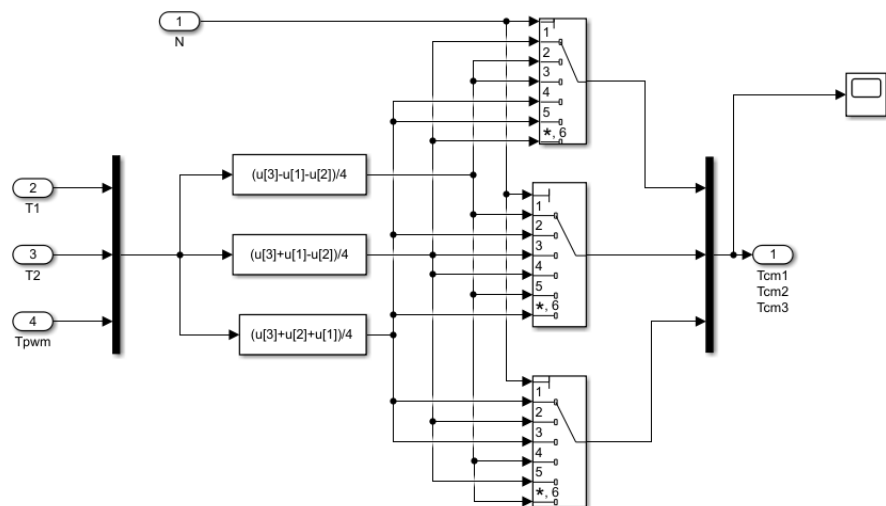 1
N
1
2
3
4
5
*, 6
2
T1
(u[3]-u[1]-u[2])/4
1
2
3
4
5
*, 6
3
T2
(u[3]+u[1]-u[2])/4
1
Tcm1
Tcm2
Tcm3
4
Tpwm
(u[3]+u[2]+u[1])/4
1
2
3
4
5
*, 6